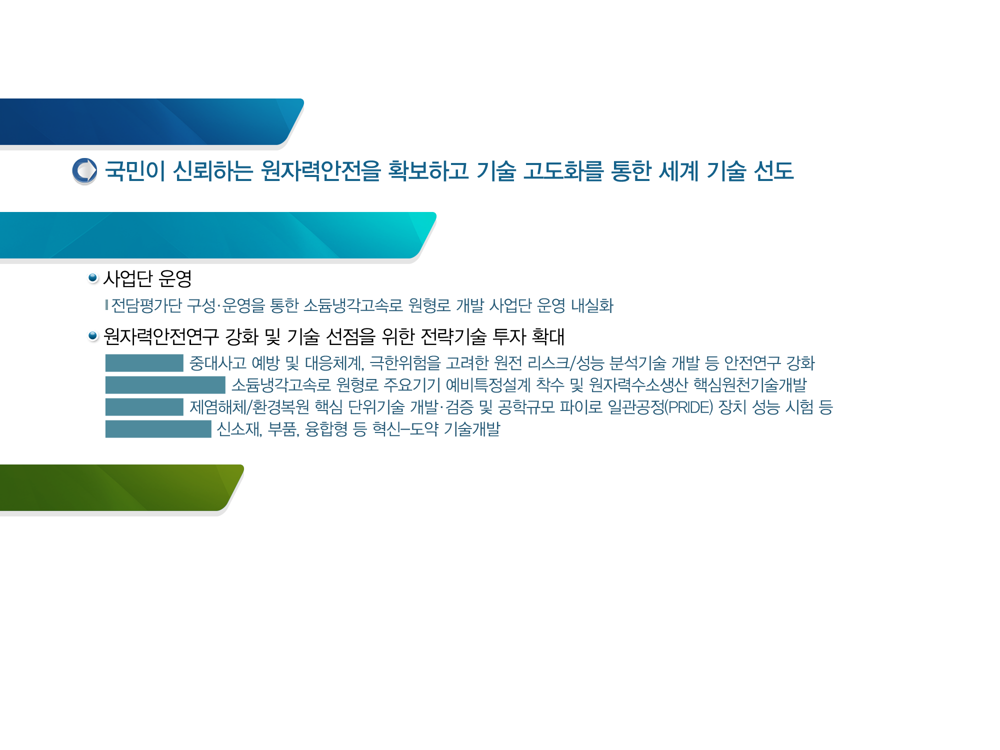 국민이 신뢰하는 원자력안전을 확보하고 기술 고도화를 통한 세계 기술 선도
사업단 운영
전담평가단 구성·운영을 통한 소듐냉각고속로 원형로 개발 사업단 운영 내실화
원자력안전연구 강화 및 기술 선점을 위한 전략기술 투자 확대
중대사고 예방 및 대응체계, 극한위험을 고려한 원전 리스크/성능 분석기술 개발 등 안전연구 강화
소듐냉각고속로 원형로 주요기기 예비특정설계 착수 및 원자력수소생산 핵심원천기술개발
제염해체/환경복원 핵심 단위기술 개발·검증 및 공학규모 파이로 일관공정(PRIDE) 장치 성능 시험 등
신소재, 부품, 융합형 등 혁신-도약 기술개발